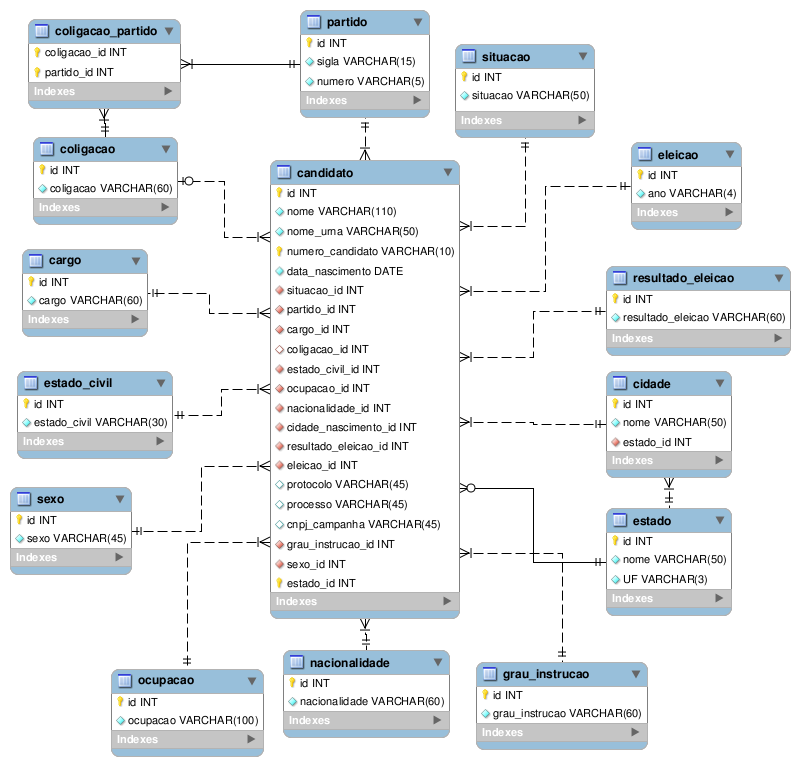 coligacao_partido
coligacao_id INT
partido_id INT
Indexes
partido
id INT
sigla VARCHAR(15)
numero VARCHAR(5)
Indexes
situacao
id INT
situacao VARCHAR(50)
Indexes
coligacao
id INT
coligacao VARCHAR(60)
Indexes
eleicao
id INT
ano VARCHAR(4)
Indexes
candidato
id INT
nome VARCHAR(110)
nome_urna VARCHAR(50)
numero_candidato VARCHAR(10)
data_nascimento DATE
situacao_id INT
partido_id INT
cargo_id INT
coligacao_id INT
estado_civil_id INT
ocupacao_id INT
nacionalidade_id INT
cidade_nascimento_id INT
resultado_eleicao_id INT
eleicao_id INT
protocolo VARCHAR(45)
processo VARCHAR(45)
cnpj_campanha VARCHAR(45)
grau_instrucao_id INT
sexo_id INT
estado_id INT
Indexes
cargo
id INT
cargo VARCHAR(60)
Indexes
resultado_eleicao
id INT
resultado_eleicao VARCHAR(60)
Indexes
estado_civil
id INT
estado_civil VARCHAR(30)
Indexes
cidade
id INT
nome VARCHAR(50)
estado_id INT
Indexes
sexo
id INT
sexo VARCHAR(45)
Indexes
estado
id INT
nome VARCHAR(50)
UF VARCHAR(3)
Indexes
ocupacao
id INT
ocupacao VARCHAR(100)
Indexes
nacionalidade
id INT
nacionalidade VARCHAR(60)
Indexes
grau_instrucao
id INT
grau_instrucao VARCHAR(60)
Indexes